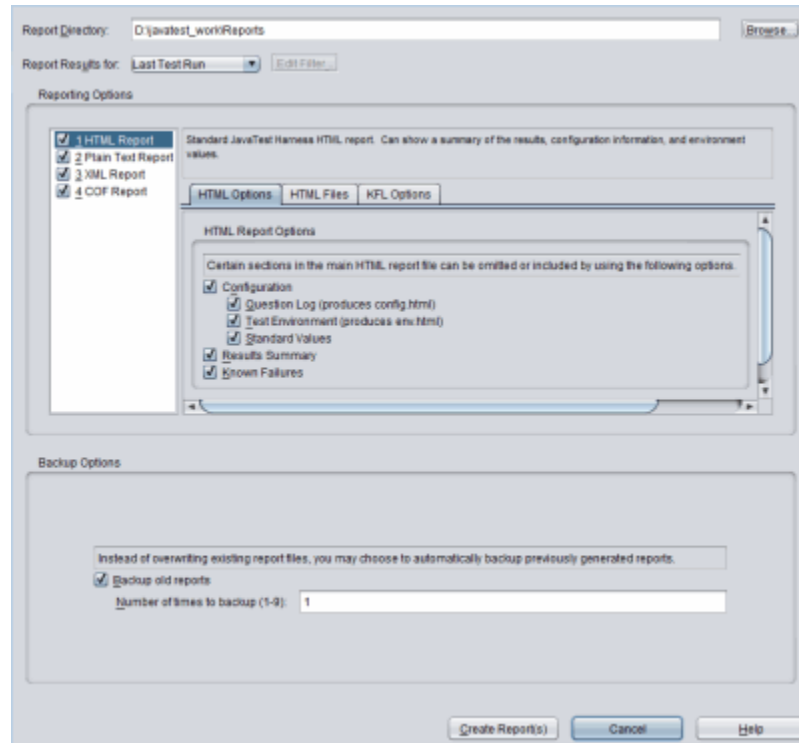 Report Directory: D:\javatest_work\Reports Browse...
Report Results for: Last Test Run Edit Filter...
Reporting Options
1 HTML Report
2 Plain Text Report
3 XML Report
4 COF Report
Standard JavaTest Harness HTML report. Can show a summary of the results, configuration information, and environment
values.
HTML Options HTML Files KFL Options
HTML Report Options
Certain sections in the main HTML report file can be omitted or included by using the following options.
Configuration
Question Log (produces config.html)
Test Environment (produces env.html)
Standard Values
Results Summary
Known Failures
Backup Options
Instead of overwriting existing report files, you may choose to automatically backup previously generated reports.
Backup old reports
Number of times to backup (1-9): 1
Create Report(s) Cancel Help